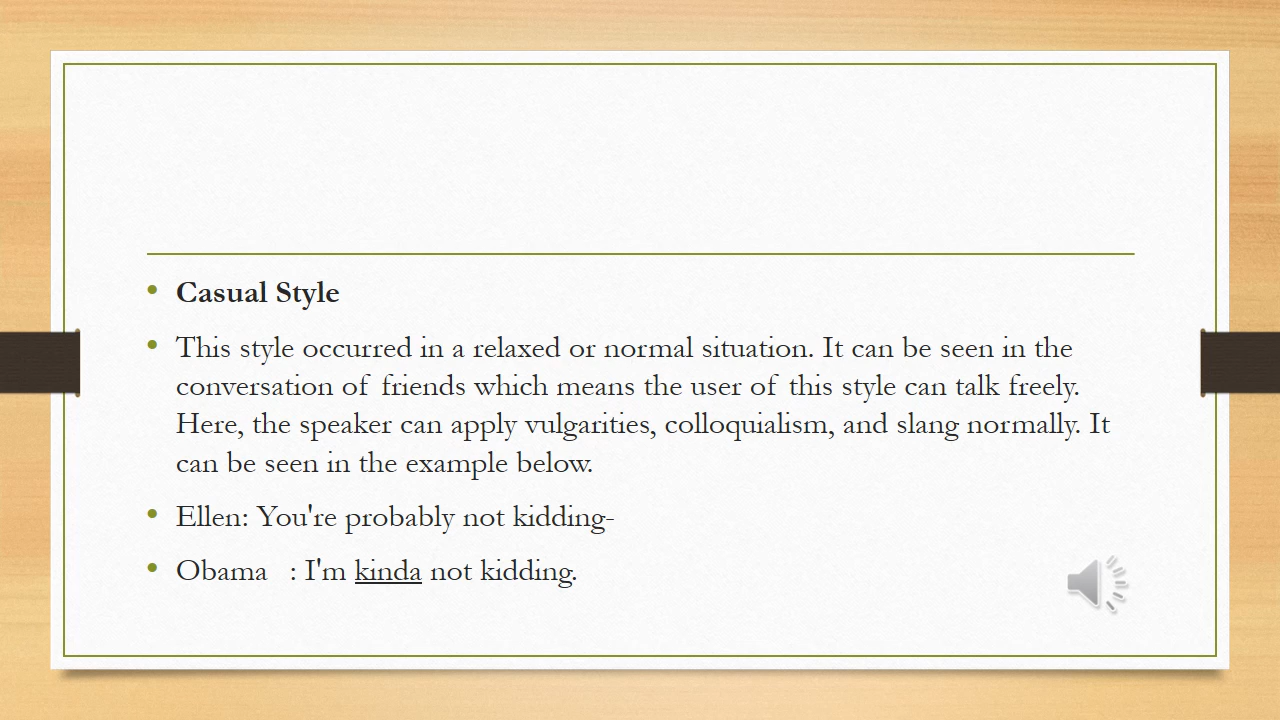 • Casual Style
• This style occurred in a relaxed or normal situation. It can be seen in the
conversation of friends which means the user of this style can talk freely.
Here, the speaker can apply vulgarities, colloquialism, and slang normally. It
can be seen in the example below.
• Ellen: You're probably not kidding-
• Obama : I'm kinda not kidding.